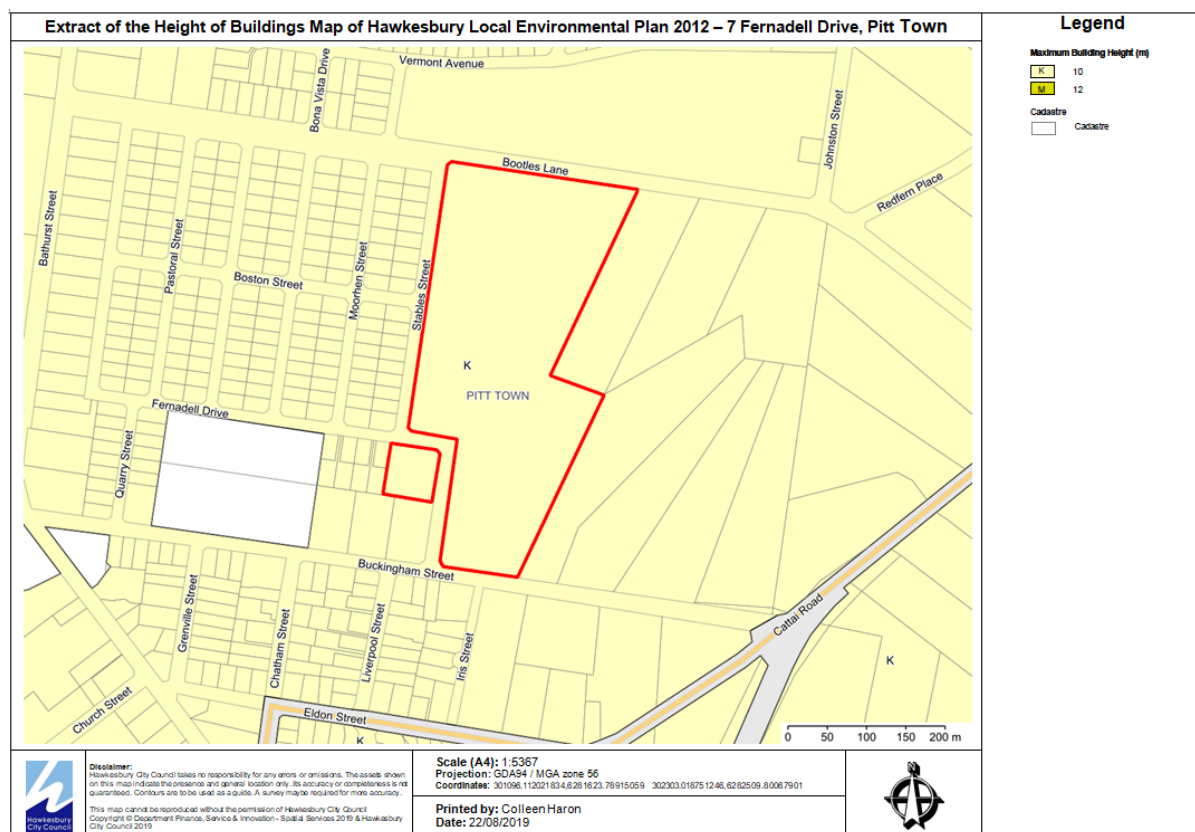 Extract of the Height of Buildings Map of Hawkesbury Local Environmental Plan 2012 – 7 Fernadell Drive, Pitt Town
Legend
Maximum Building Height (m)
K 10
M 12
Cadastre
Cadastre
Vermont Avenue
Bona Vista Drive
Johnston Street
Bootles Lane
Redfern Place
Bathurst Street
Pastoral Street
Boston Street
Moorhen Street
Stables Street
K
PITT TOWN
Fernadell Drive
Quarry Street
Buckingham Street
Grenville Street
Chatham Street
Liverpool Street
Iris Street
Cattai Road
K
Church Street
Eldon Street
K
0 50 100 150 200 m
Hawkesbury
City Council
Disclaimer:
Hawkesbury City Council takes no responsibility for any errors or omissions. The assets shown
on this map indicate the presence and general location only. Its accuracy or completeness is not
guaranteed. Contours are to be used as a guide. A survey may be required for more accuracy.
This map cannot be reproduced without the permission of Hawkesbury City Council
Copyright © Department Finance, Service & Innovation - Spatial Services 2019 & Hawkesbury
City Council 2019
Scale (A4): 1:5367
Projection: GDA94 / MGA zone 56
Coordinates: 301096.112021834,6281623.78915059 302303.018751246,6282509.80067901
Printed by: Colleen Haron
Date: 22/08/2019